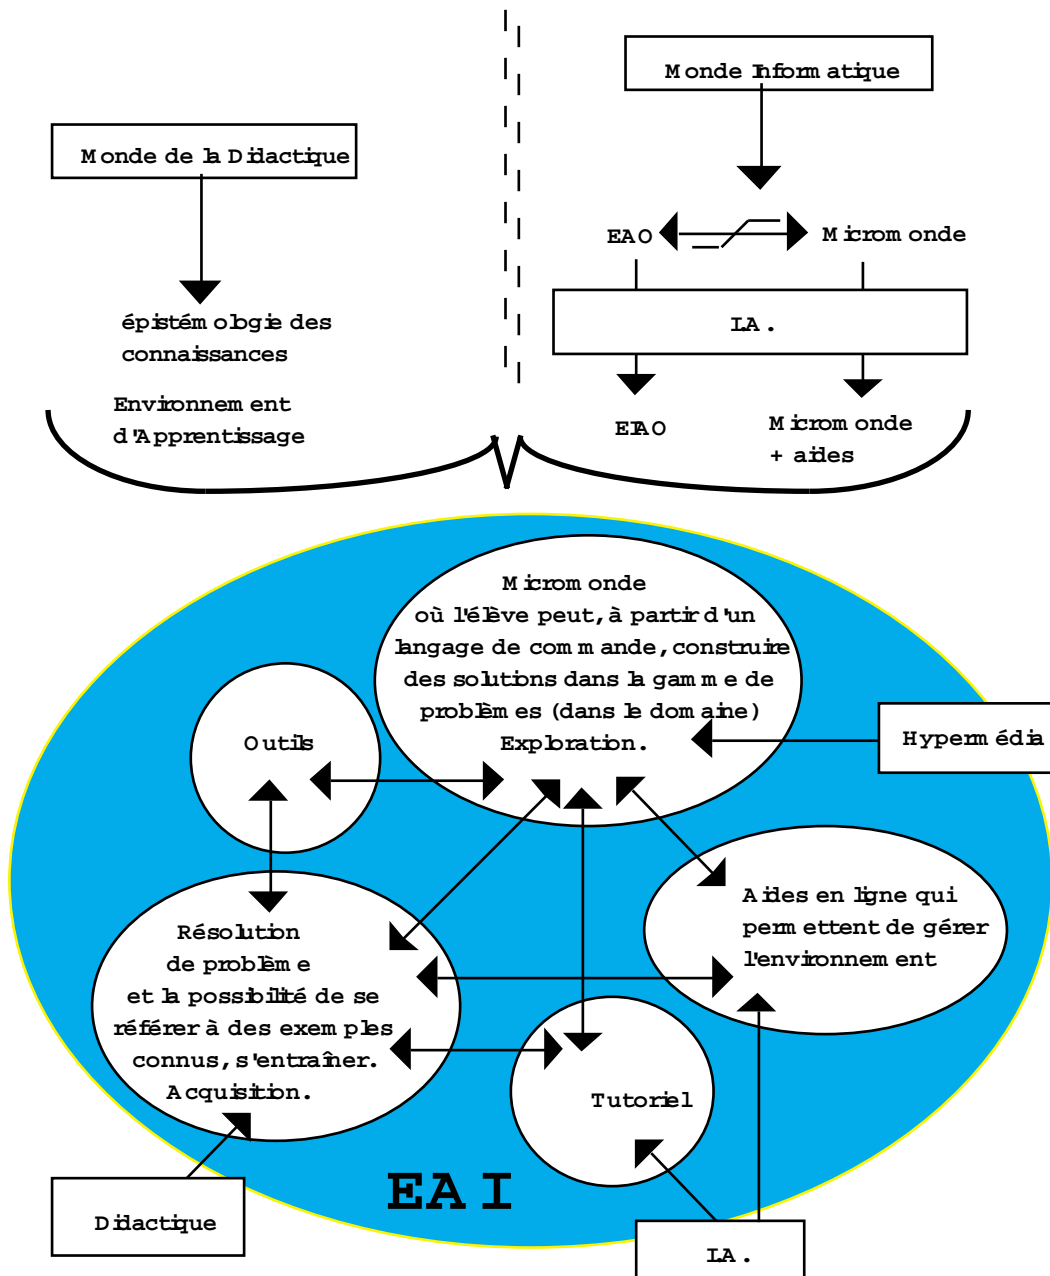 Monde Informatique
Monde de la Didactique
EAO
Micromonde
I.A.
épistémologie des
connaissances
Environnement
d'Apprentissage
EIAO
Micromonde
+ aides
Micromonde
où l'élève peut, à partir d'un
langage de commande, construire
des solutions dans la gamme de
problèmes (dans le domaine)
Exploration.
Outils
Hypermédia
Aides en ligne qui
permettent de gérer
l'environnement
Résolution
de problème
et la possibilité de se
référer à des exemples
connus, s'entraîner.
Acquisition.
Tutoriel
EAI
Didactique
I.A.